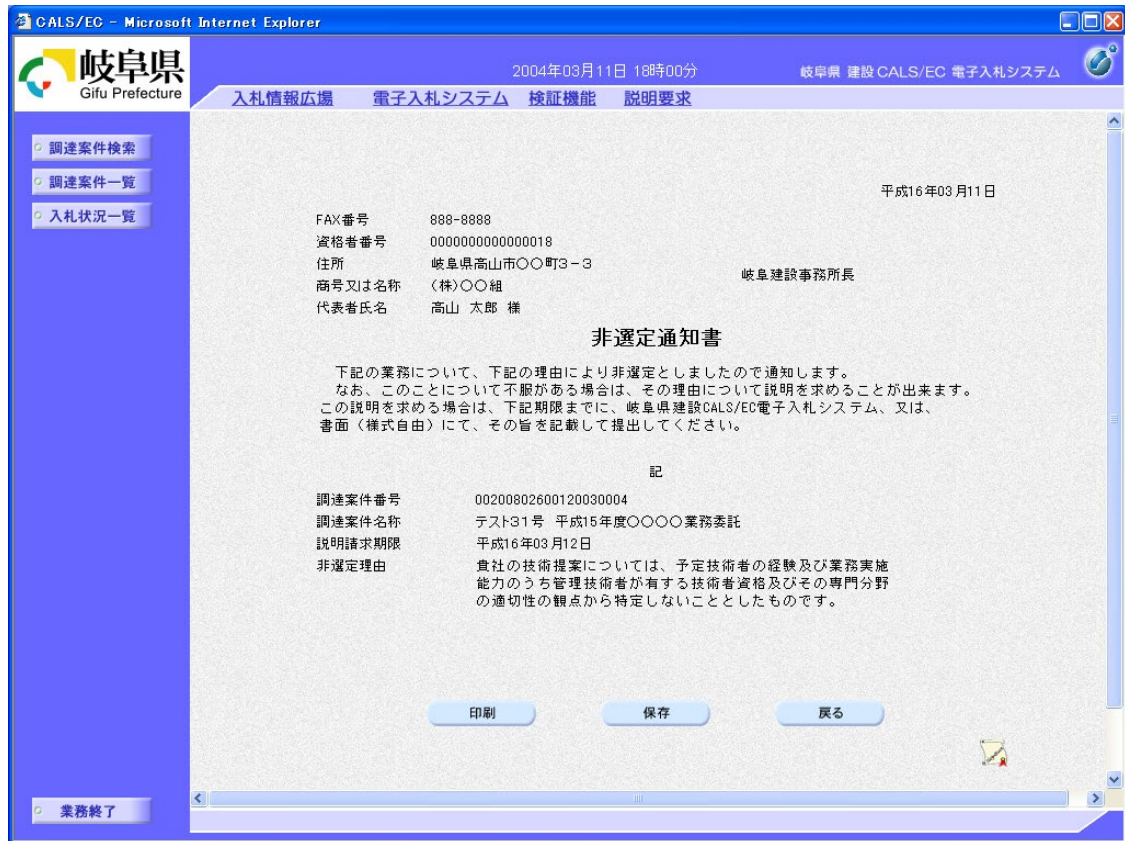 CALS/EC - Microsoft Internet Explorer
岐阜県
Gifu Prefecture
2004年03月11日 18時00分
岐阜県 建設 CALS/EC 電子入札システム
入札情報広場 電子入札システム 検証機能 説明要求
調達案件検索
調達案件一覧
入札状況一覧
平成16年03月11日
FAX番号 888-8888
資格者番号 0000000000000018
住所 岐阜県高山市○○町3-3
岐阜建設事務所長
商号又は名称 (株)○○組
代表者氏名 高山 太郎 様
非選定通知書
下記の業務について、下記の理由により非選定としましたので通知します。
なお、このことについて不服がある場合は、その理由について説明を求めることが出来ます。
この説明を求める場合は、下記期限までに、岐阜県建設CALS/EC電子入札システム、又は、
書面(様式自由)にて、その旨を記載して提出してください。
記
調達案件番号 00200802600120030004
調達案件名称 テスト31号 平成15年度○○○○業務委託
説明請求期限 平成16年03月12日
非選定理由 貴社の技術提案については、予定技術者の経験及び業務実施
能力のうち管理技術者が有する技術者資格及びその専門分野
の適切性の観点から特定しないこととしたものです。
印刷 保存 戻る
業務終了